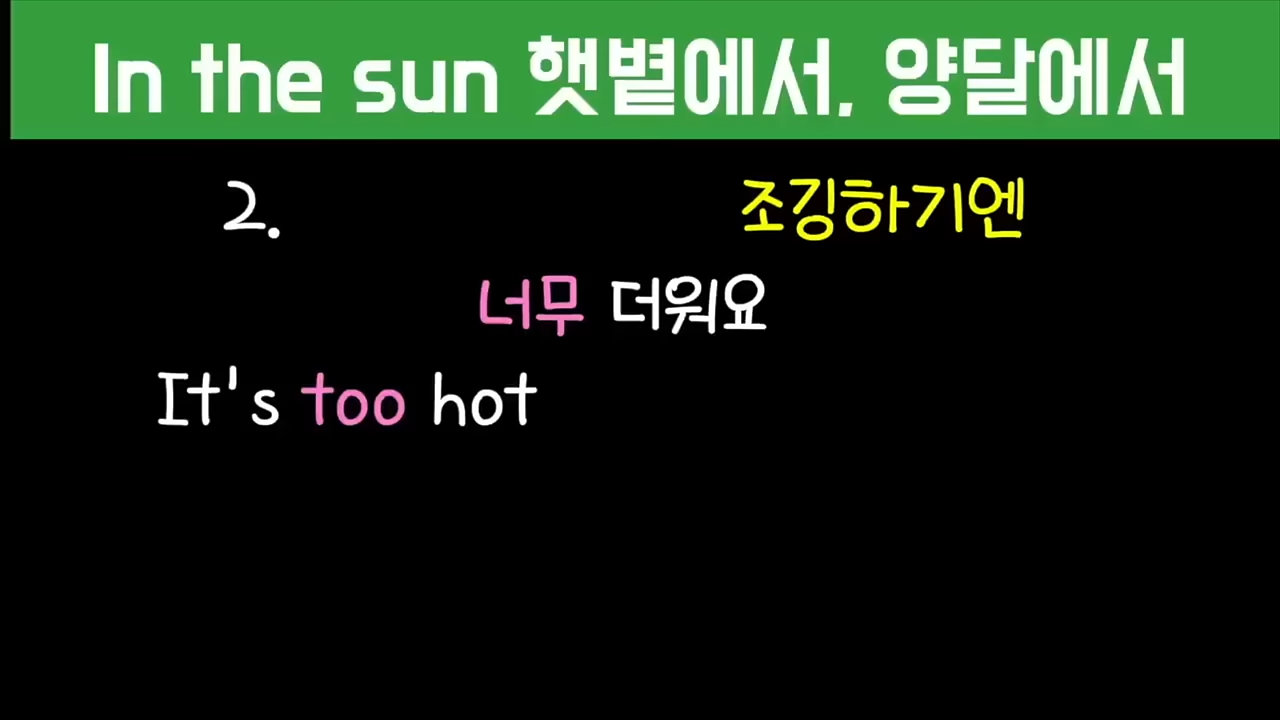 In the sun 햇볕에서, 양달에서
2. 조깅하기엔
너무 더워요
It's too hot